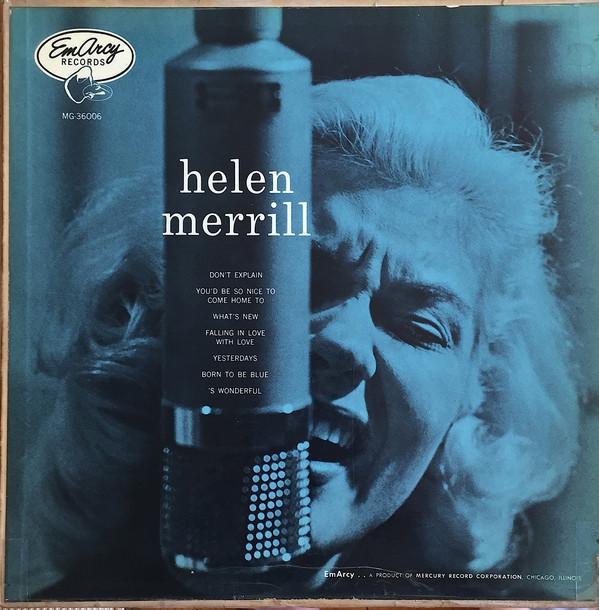 EmArcy
RECORDS
MG-36006
helen
merrill
DON'T EXPLAIN
YOU'D BE SO NICE TO
COME HOME TO
WHAT'S NEW
FALLING IN LOVE
WITH LOVE
YESTERDAYS
BORN TO BE BLUE
'S WONDERFUL
EmArcy . . A PRODUCT OF MERCURY RECORD CORPORATION, CHICAGO, ILLINOIS